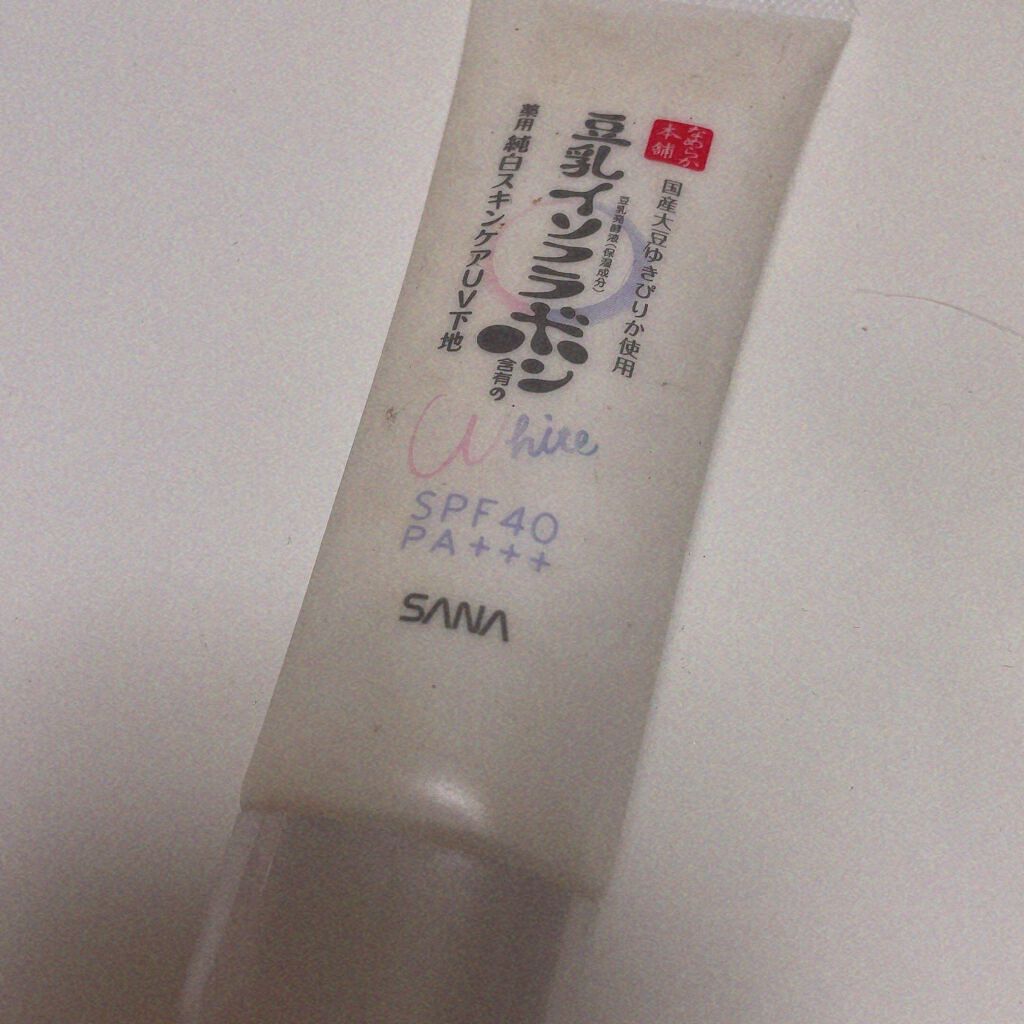 なめらか
本舗
国産大豆ゆきぴりか使用
豆乳発酵液(保湿成分)
豆乳イソフラボン
含有の
薬用 純白スキンケアUV下地
White
SPF40
PA+++
SANA